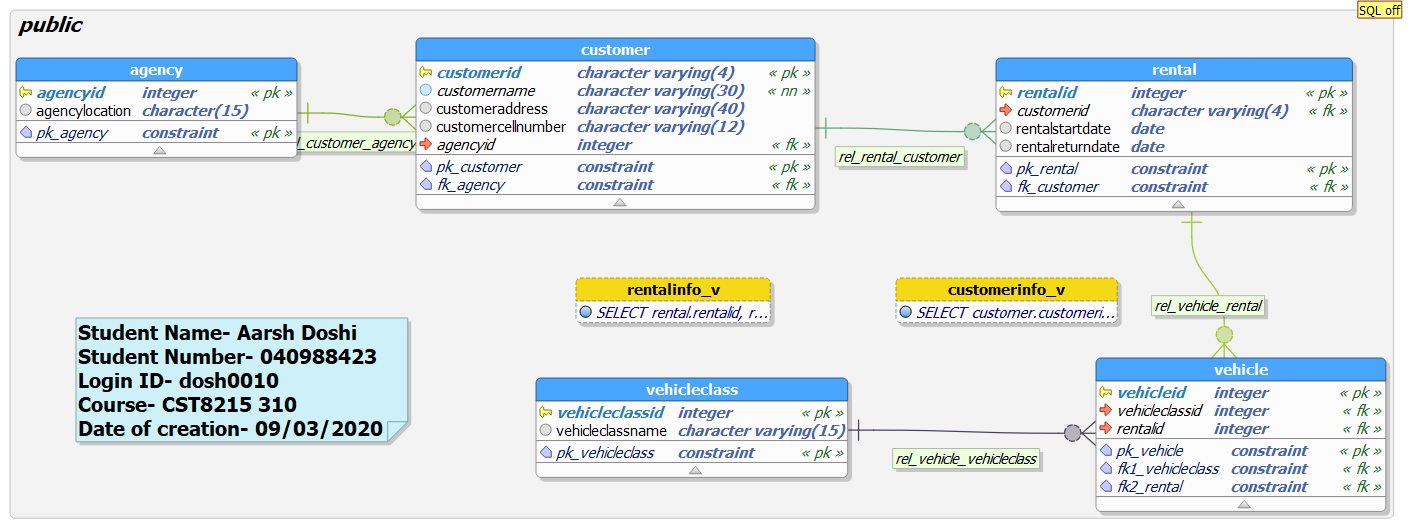 SQL off
public
agency
agencyid integer « pk »
agencylocation character(15)
pk_agency constraint « pk »
l_customer_agency
customer
customerid character varying(4) « pk »
customername character varying(30) « nn »
customeraddress character varying(40)
customercellnumber character varying(12)
agencyid integer « fk »
pk_customer constraint « pk »
fk_agency constraint « fk »
rel_rental_customer
rental
rentalid integer « pk »
customerid character varying(4) « fk »
rentalstartdate date
rentalreturndate date
pk_rental constraint « pk »
fk_customer constraint « fk »
rentalinfo_v
SELECT rental.rentalid, r...
customerinfo_v
SELECT customer.customeri...
rel_vehicle_rental
Student Name- Aarsh Doshi
Student Number- 040988423
Login ID- dosh0010
Course- CST8215 310
Date of creation- 09/03/2020
vehicleclass
vehicleclassid integer « pk »
vehicleclassname character varying(15)
pk_vehicleclass constraint « pk »
rel_vehicle_vehicleclass
vehicle
vehicleid integer « pk »
vehicleclassid integer « fk »
rentalid integer « fk »
pk_vehicle constraint « pk »
fk1_vehicleclass constraint « fk »
fk2_rental constraint « fk »